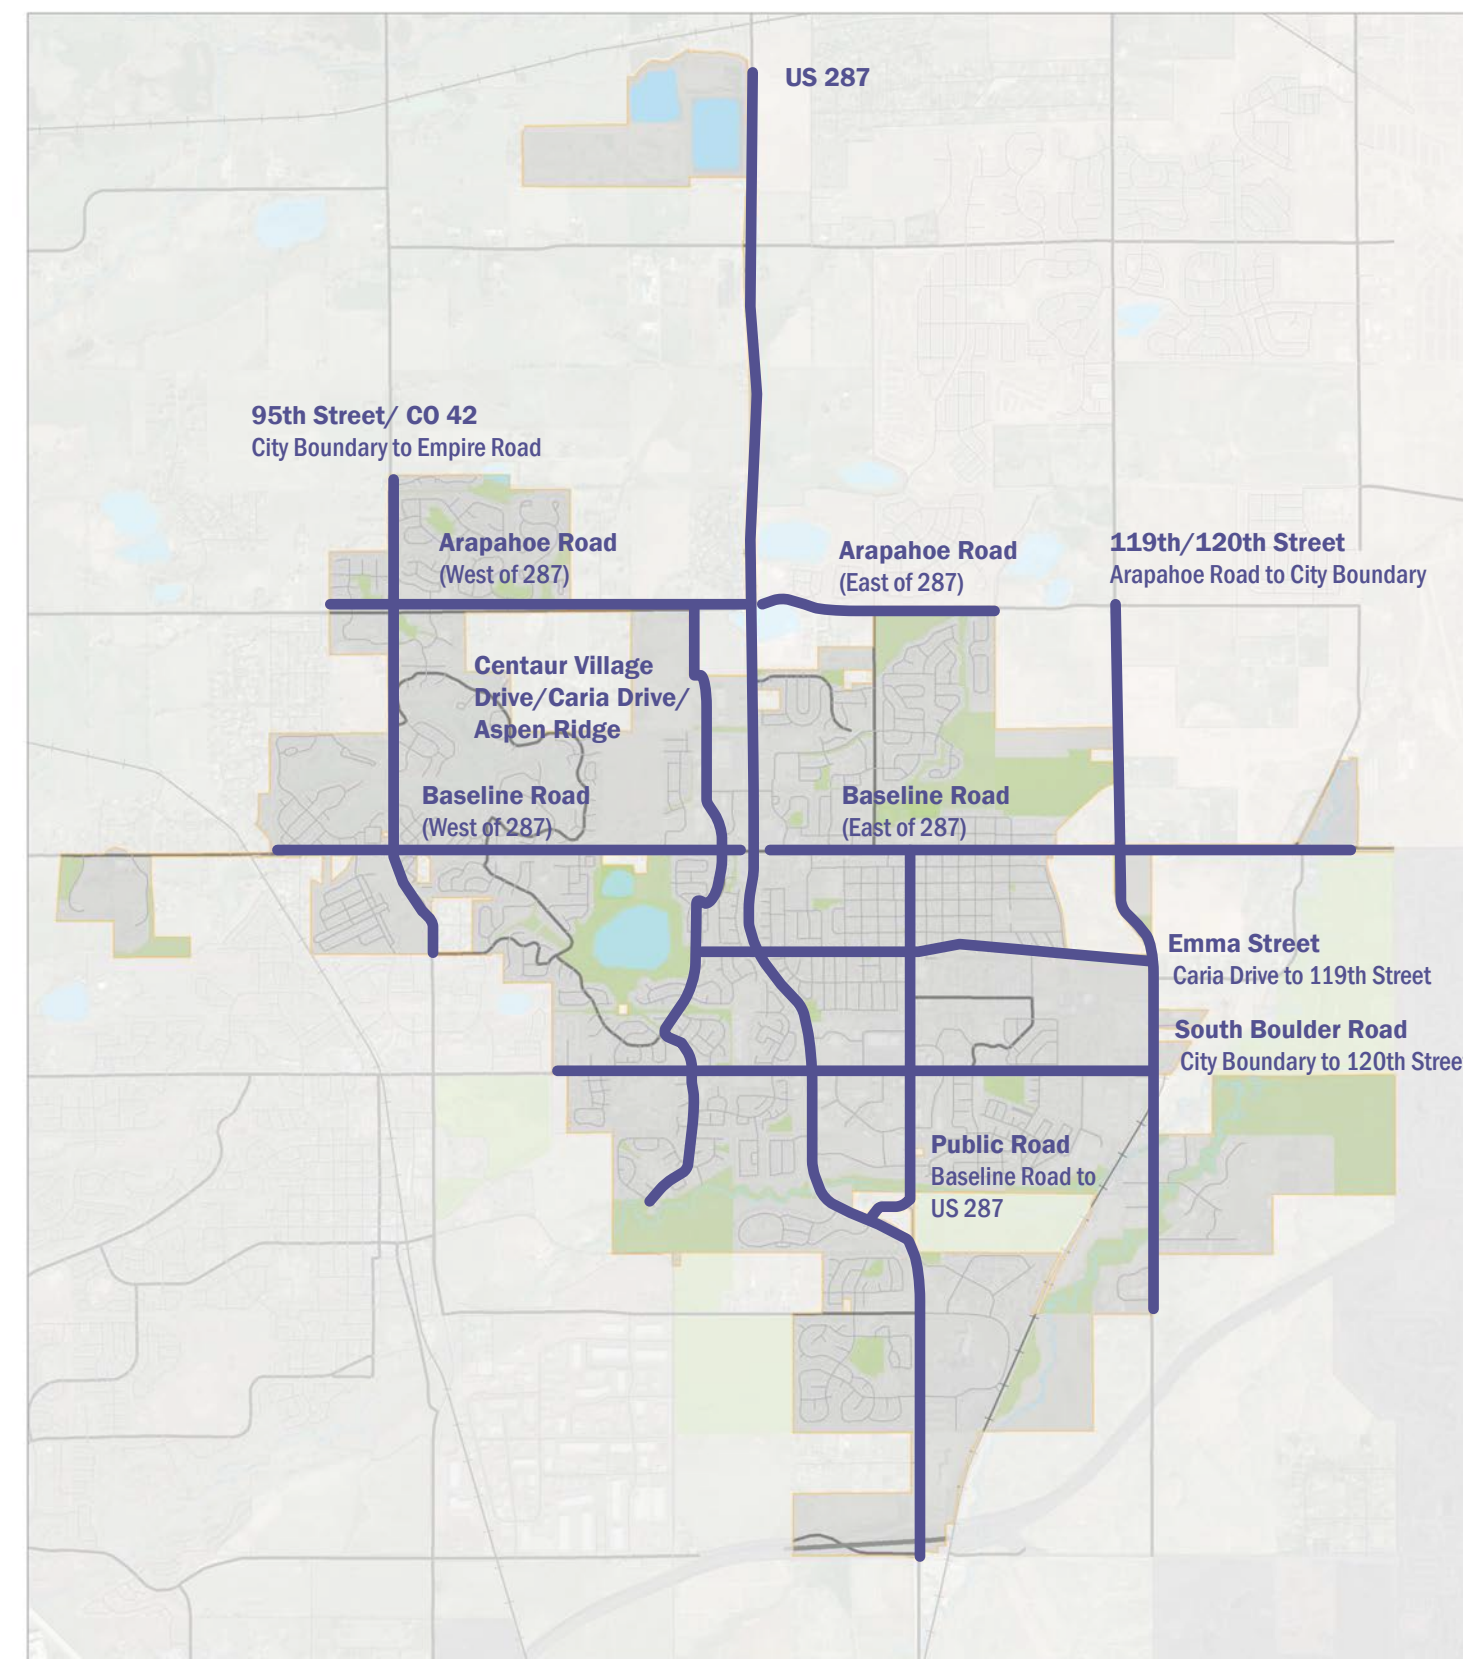 US 287
95th Street/ CO 42
City Boundary to Empire Road
Arapahoe Road
(West of 287)
Arapahoe Road
(East of 287)
119th/120th Street
Arapahoe Road to City Boundary
Centaur Village
Drive/Caria Drive/
Aspen Ridge
Baseline Road
(West of 287)
Baseline Road
(East of 287)
Emma Street
Caria Drive to 119th Street
South Boulder Road
City Boundary to 120th Stree
Public Road
Baseline Road to
US 287